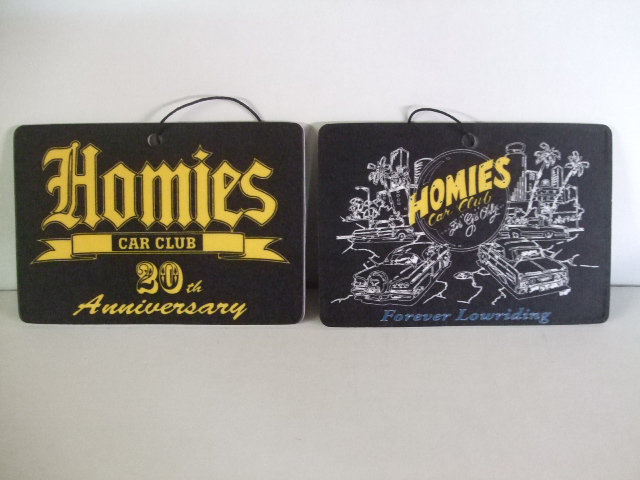 Homies
CAR CLUB
20th
Anniversary
HOMIES
Car Club
Forever Lowriding